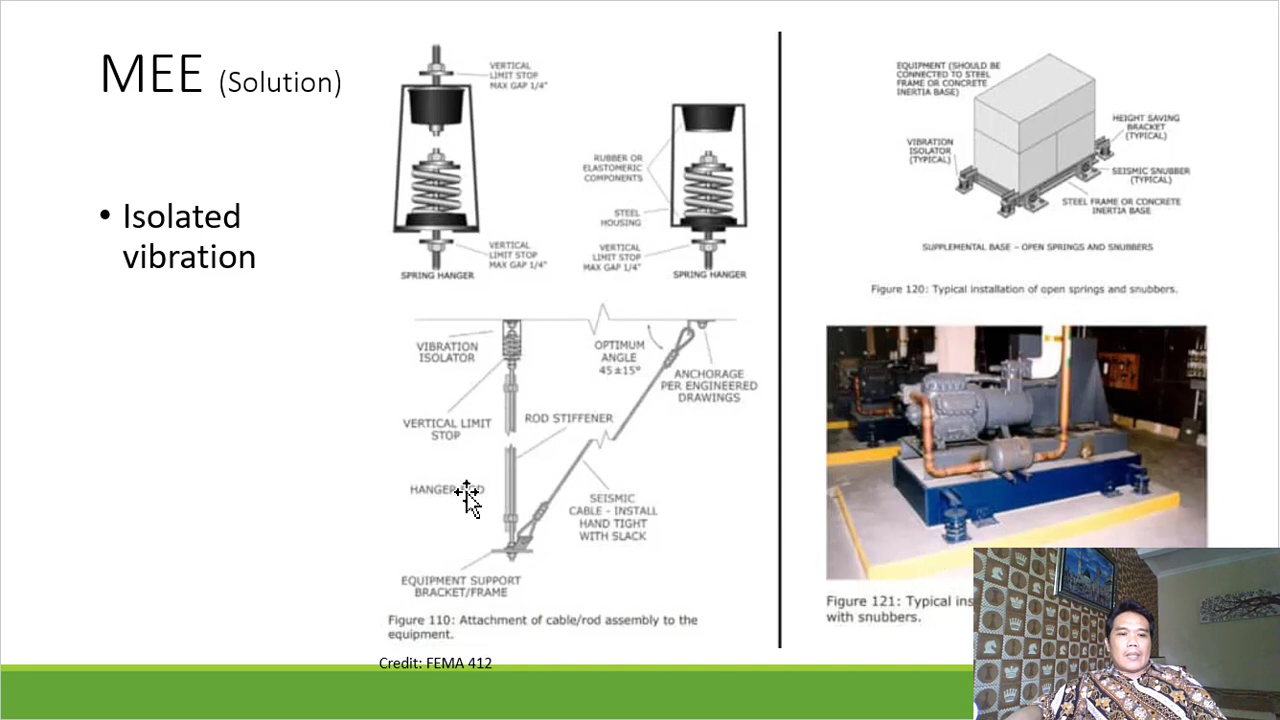 MEE (Solution)
• Isolated
vibration
VERTICAL
LIMIT STOP
MAX GAP 1/4"
RUBBER OR
ELASTOMERIC
COMPONENTS
STEEL
HOUSING
VERTICAL
LIMIT STOP
MAX GAP 1/4"
VERTICAL
LIMIT STOP
MAX GAP 1/4"
SPRING HANGER
SPRING HANGER
VIBRATION
ISOLATOR
OPTIMUM
ANGLE
45±15°
ANCHORAGE
PER ENGINEERED
DRAWINGS
VERTICAL LIMIT
STOP
ROD STIFFENER
HANGER
SEISMIC
CABLE - INSTALL
HAND TIGHT
WITH SLACK
EQUIPMENT SUPPORT
BRACKET/FRAME
Figure 110: Attachment of cable/rod assembly to the
equipment.
Credit: FEMA 412
EQUIPMENT (SHOULD BE
CONNECTED TO STEEL
FRAME OR CONCRETE
INERTIA BASE)
HEIGHT SAVING
BRACKET
(TYPICAL)
VIBRATION
ISOLATOR
(TYPICAL)
SEISMIC SNUBBER
(TYPICAL)
STEEL FRAME OR CONCRETE
INERTIA BASE
SUPPLEMENTAL BASE – OPEN SPRINGS AND SNUBBERS
Figure 120: Typical installation of open springs and snubbers.
Figure 121: Typical ins
with snubbers.